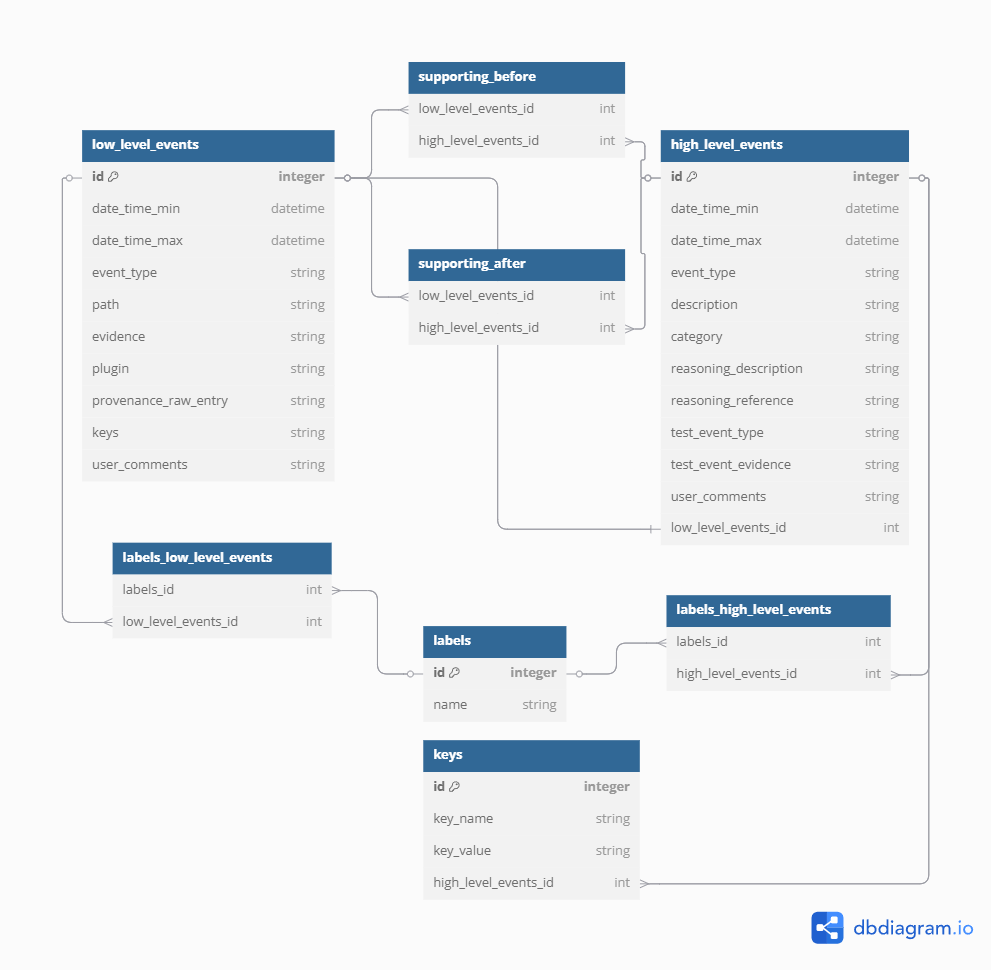 supporting_before
low_level_events_id int
high_level_events_id int
low_level_events
id integer
date_time_min datetime
date_time_max datetime
event_type string
path string
evidence string
plugin string
provenance_raw_entry string
keys string
user_comments string
supporting_after
low_level_events_id int
high_level_events_id int
high_level_events
id integer
date_time_min datetime
date_time_max datetime
event_type string
description string
category string
reasoning_description string
reasoning_reference string
test_event_type string
test_event_evidence string
user_comments string
low_level_events_id int
labels_low_level_events
labels_id int
low_level_events_id int
labels
id integer
name string
labels_high_level_events
labels_id int
high_level_events_id int
keys
id integer
key_name string
key_value string
high_level_events_id int
dbdiagram.io